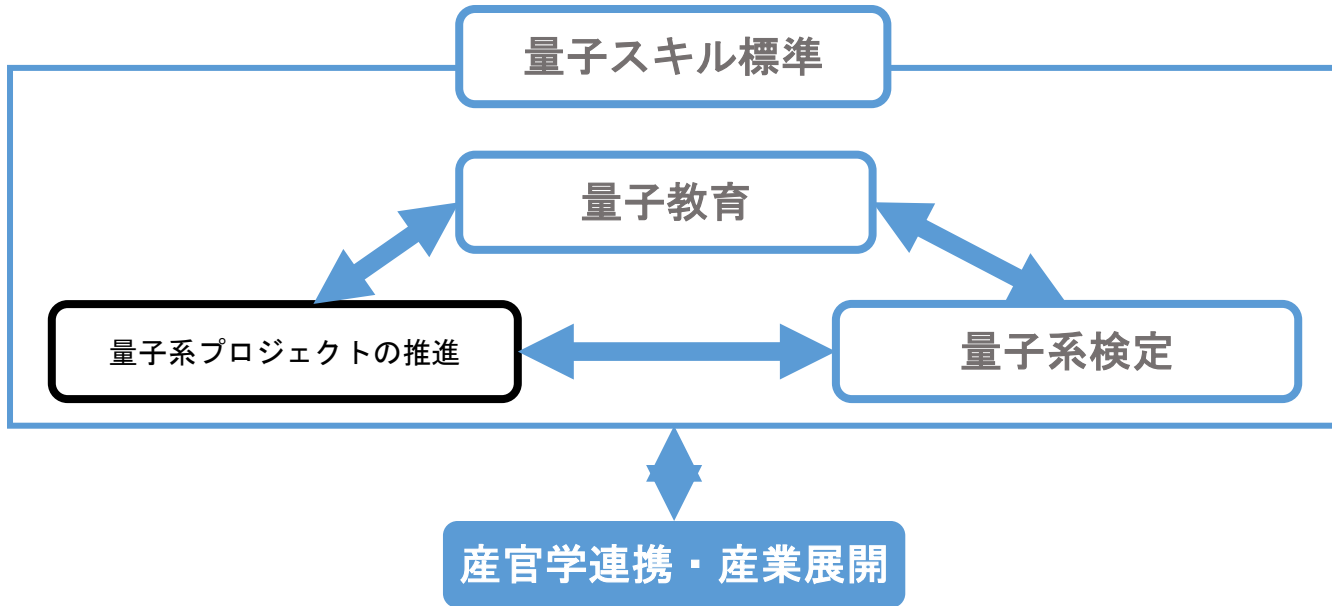 量子スキル標準
量子教育
量子系プロジェクトの推進
量子系検定
産官学連携・産業展開